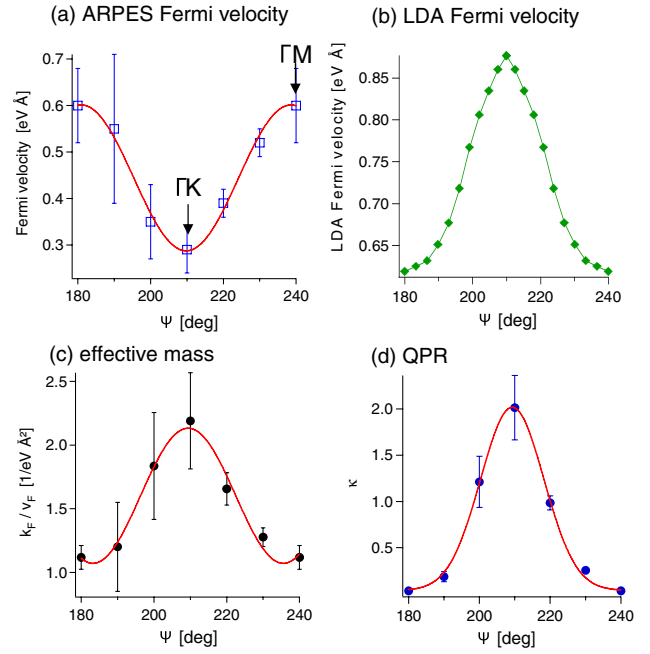 (a) ARPES Fermi velocity
Fermi velocity [eV Å]
0.7
0.6
0.5
0.4
0.3
ΓM
ΓK
180 200 220 240
Ψ [deg]
(b) LDA Fermi velocity
LDA Fermi velocity [eV Å]
0.85
0.80
0.75
0.70
0.65
180 200 220 240
Ψ [deg]
(c) effective mass
k_F / v_F [1/eV Å²]
2.5
2.0
1.5
1.0
180 200 220 240
Ψ [deg]
(d) QPR
κ
2.0
1.5
1.0
0.5
180 200 220 240
Ψ [deg]